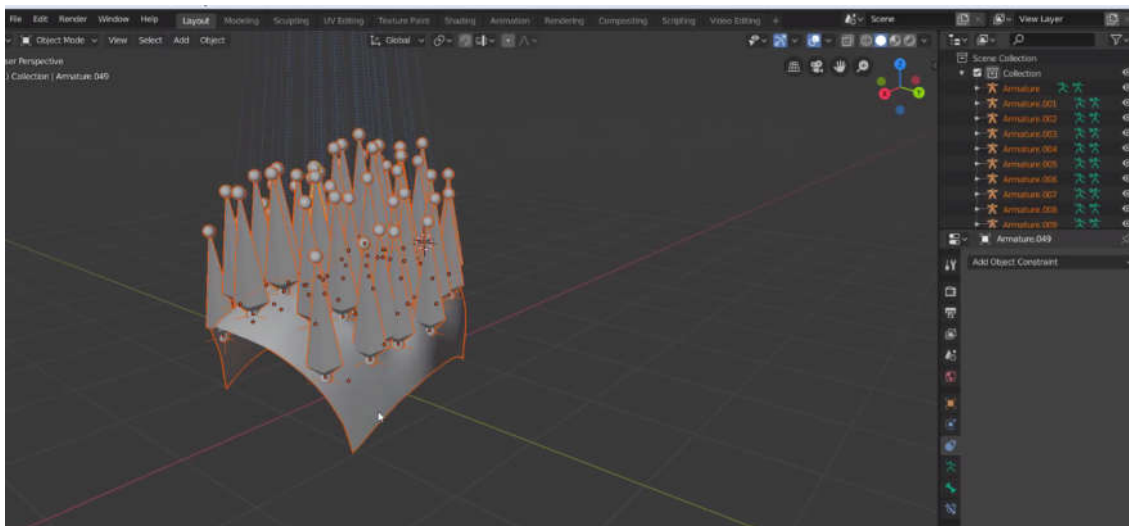 File Edit Render Window Help Layout Modeling Sculpting UV Editing Texture Paint Shading Animation Rendering Compositing Scripting Video Editing + Scene View Layer
Object Mode View Select Add Object Global
Perspective
Collection | Armature.049
Scene Collection
Collection
Armature
Armature.001
Armature.002
Armature.003
Armature.004
Armature.005
Armature.006
Armature.007
Armature.008
Armature.009
Armature.049
Add Object Constraint